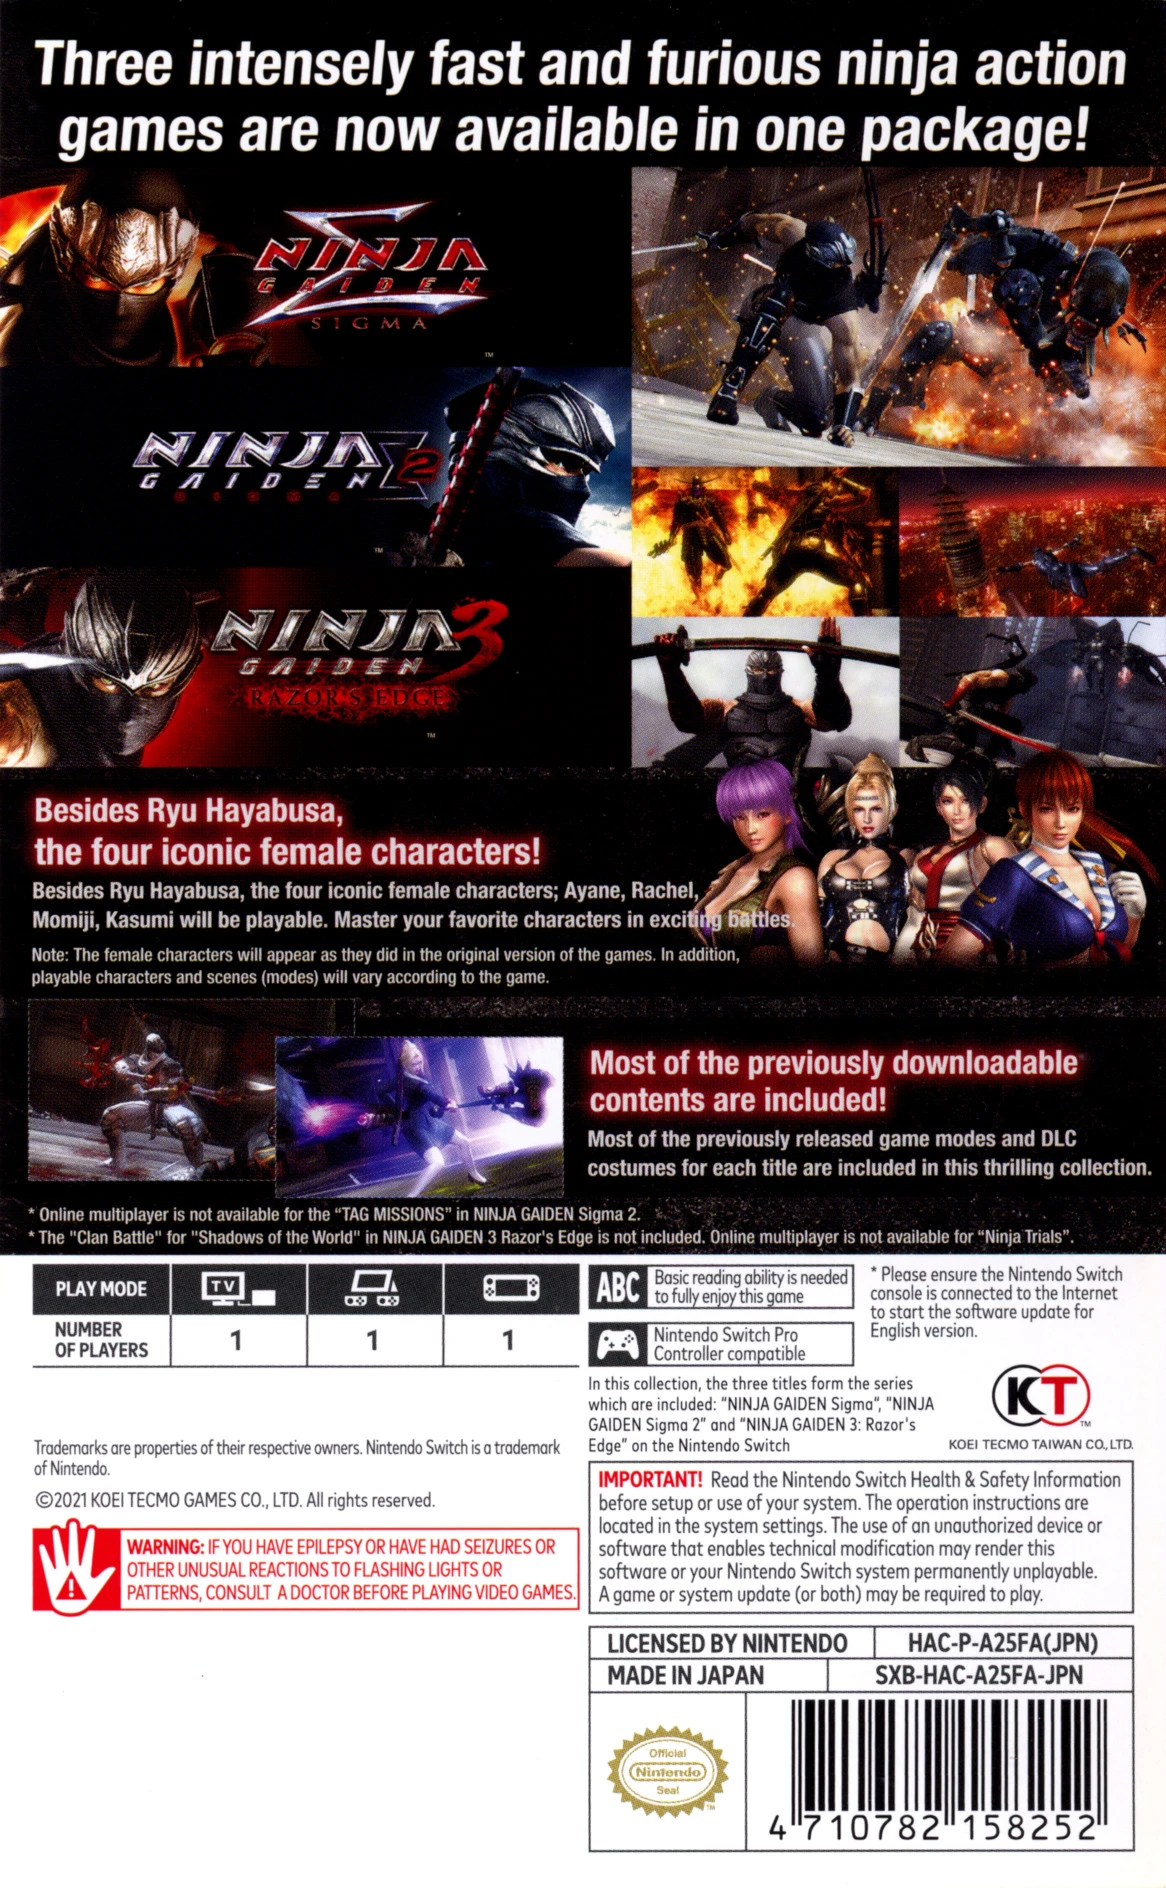 Three intensely fast and furious ninja action
games are now available in one package!
NINJA
GAIDEN
SIGMA
TM
NINJA
GAIDEN Σ2
SIGMA
TM
NINJA 3
GAIDEN
RAZOR'S EDGE
TM
Besides Ryu Hayabusa,
the four iconic female characters!
Besides Ryu Hayabusa, the four iconic female characters; Ayane, Rachel,
Momiji, Kasumi will be playable. Master your favorite characters in exciting battles.
Note: The female characters will appear as they did in the original version of the games. In addition,
playable characters and scenes (modes) will vary according to the game.
Most of the previously downloadable
contents are included!
Most of the previously released game modes and DLC
costumes for each title are included in this thrilling collection.
* Online multiplayer is not available for the “TAG MISSIONS” in NINJA GAIDEN Sigma 2.
* The "Clan Battle" for "Shadows of the World" in NINJA GAIDEN 3 Razor's Edge is not included. Online multiplayer is not available for “Ninja Trials”.
PLAY MODE
TV
NUMBER
OF PLAYERS
1
1
1
ABC
Basic reading ability is needed
to fully enjoy this game
Nintendo Switch Pro
Controller compatible
* Please ensure the Nintendo Switch
console is connected to the Internet
to start the software update for
English version.
In this collection, the three titles form the series
which are included: "NINJA GAIDEN Sigma", "NINJA
GAIDEN Sigma 2" and "NINJA GAIDEN 3: Razor's
Edge" on the Nintendo Switch
KT
TM
KOEI TECMO TAIWAN CO., LTD.
Trademarks are properties of their respective owners. Nintendo Switch is a trademark
of Nintendo.
©2021 KOEI TECMO GAMES CO., LTD. All rights reserved.
WARNING: IF YOU HAVE EPILEPSY OR HAVE HAD SEIZURES OR
OTHER UNUSUAL REACTIONS TO FLASHING LIGHTS OR
PATTERNS, CONSULT A DOCTOR BEFORE PLAYING VIDEO GAMES.
IMPORTANT! Read the Nintendo Switch Health & Safety Information
before setup or use of your system. The operation instructions are
located in the system settings. The use of an unauthorized device or
software that enables technical modification may render this
software or your Nintendo Switch system permanently unplayable.
A game or system update (or both) may be required to play.
LICENSED BY NINTENDO
HAC-P-A25FA(JPN)
MADE IN JAPAN
SXB-HAC-A25FA-JPN
Official
Nintendo
Seal
TM
4 710782 158252